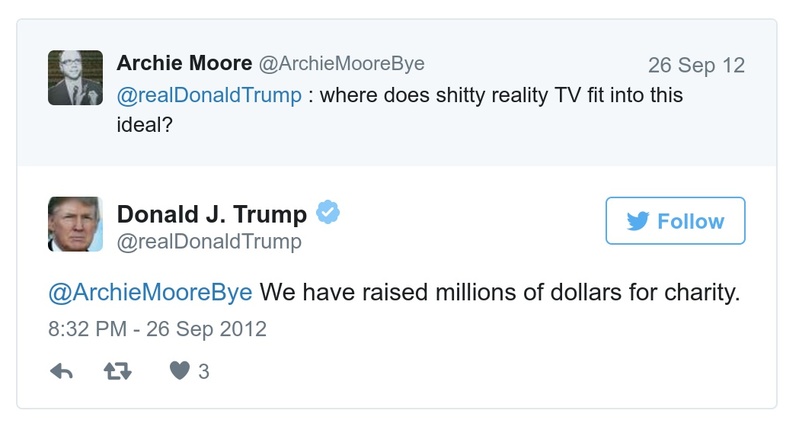 Archie Moore @ArchieMooreBye 26 Sep 12
@realDonaldTrump : where does shitty reality TV fit into this
ideal?
Donald J. Trump
@realDonaldTrump
Follow
@ArchieMooreBye We have raised millions of dollars for charity.
8:32 PM - 26 Sep 2012
3